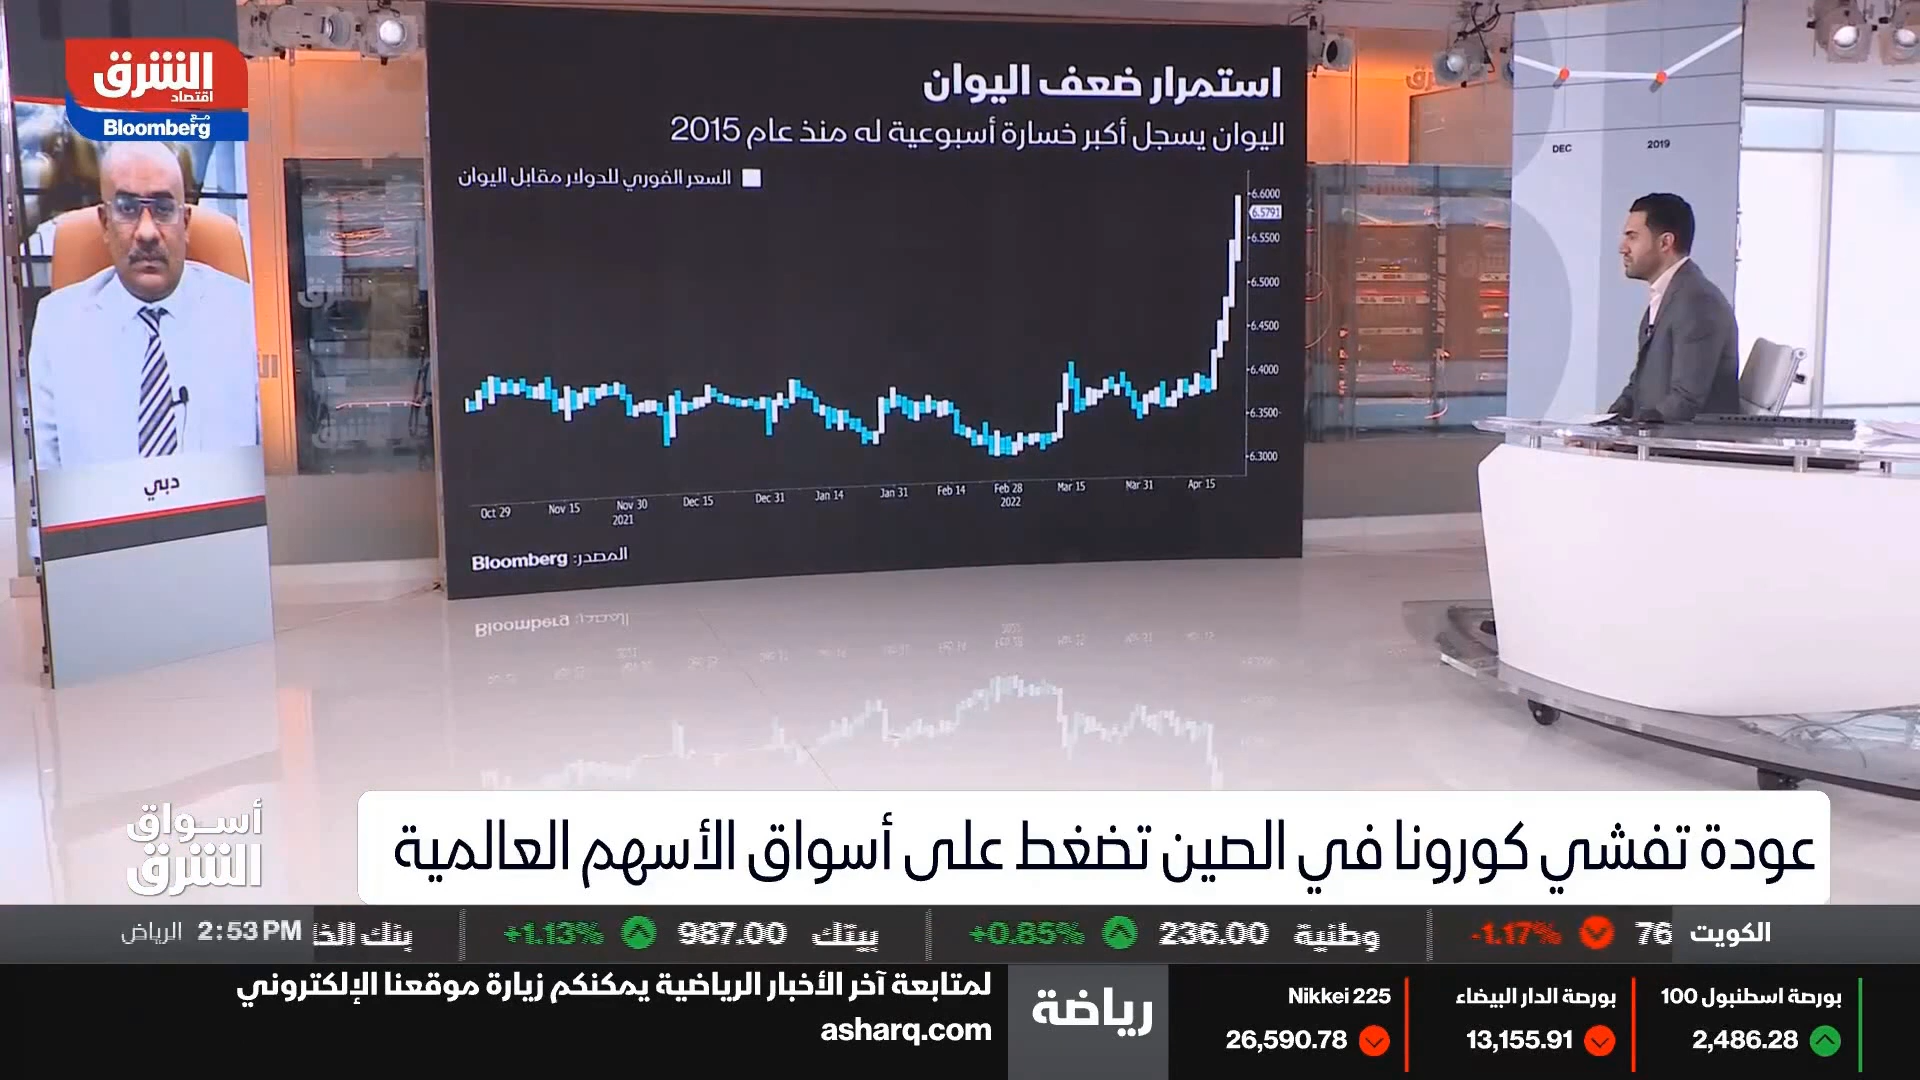 الشرق
اقتصاد
مع
Bloomberg
استمرار ضعف اليوان
اليوان يسجل أكبر خسارة أسبوعية له منذ عام 2015
السعر الفوري للدولار مقابل اليوان
6.6000
6.5791
6.5500
6.5000
6.4500
6.4000
6.3500
6.3000
Oct 29
Nov 15
Nov 30
Dec 15
Dec 31
Jan 14
Jan 31
Feb 14
Feb 28
Mar 15
Mar 31
Apr 15
2021
2022
المصدر: Bloomberg
DEC
2019
دبي
أسواق
الشرق
عودة تفشي كورونا في الصين تضغط على أسواق الأسهم العالمية
الكويت
76
-1.17%
وطنية 236.00 +0.85%
بيتك 987.00 +1.13%
بنك
2:53 PM الرياض
بورصة اسطنبول 100
2,486.28
بورصة الدار البيضاء
13,155.91
Nikkei 225
26,590.78
رياضة
لمتابعة آخر الأخبار الرياضية يمكنكم زيارة موقعنا الإلكتروني
asharq.com